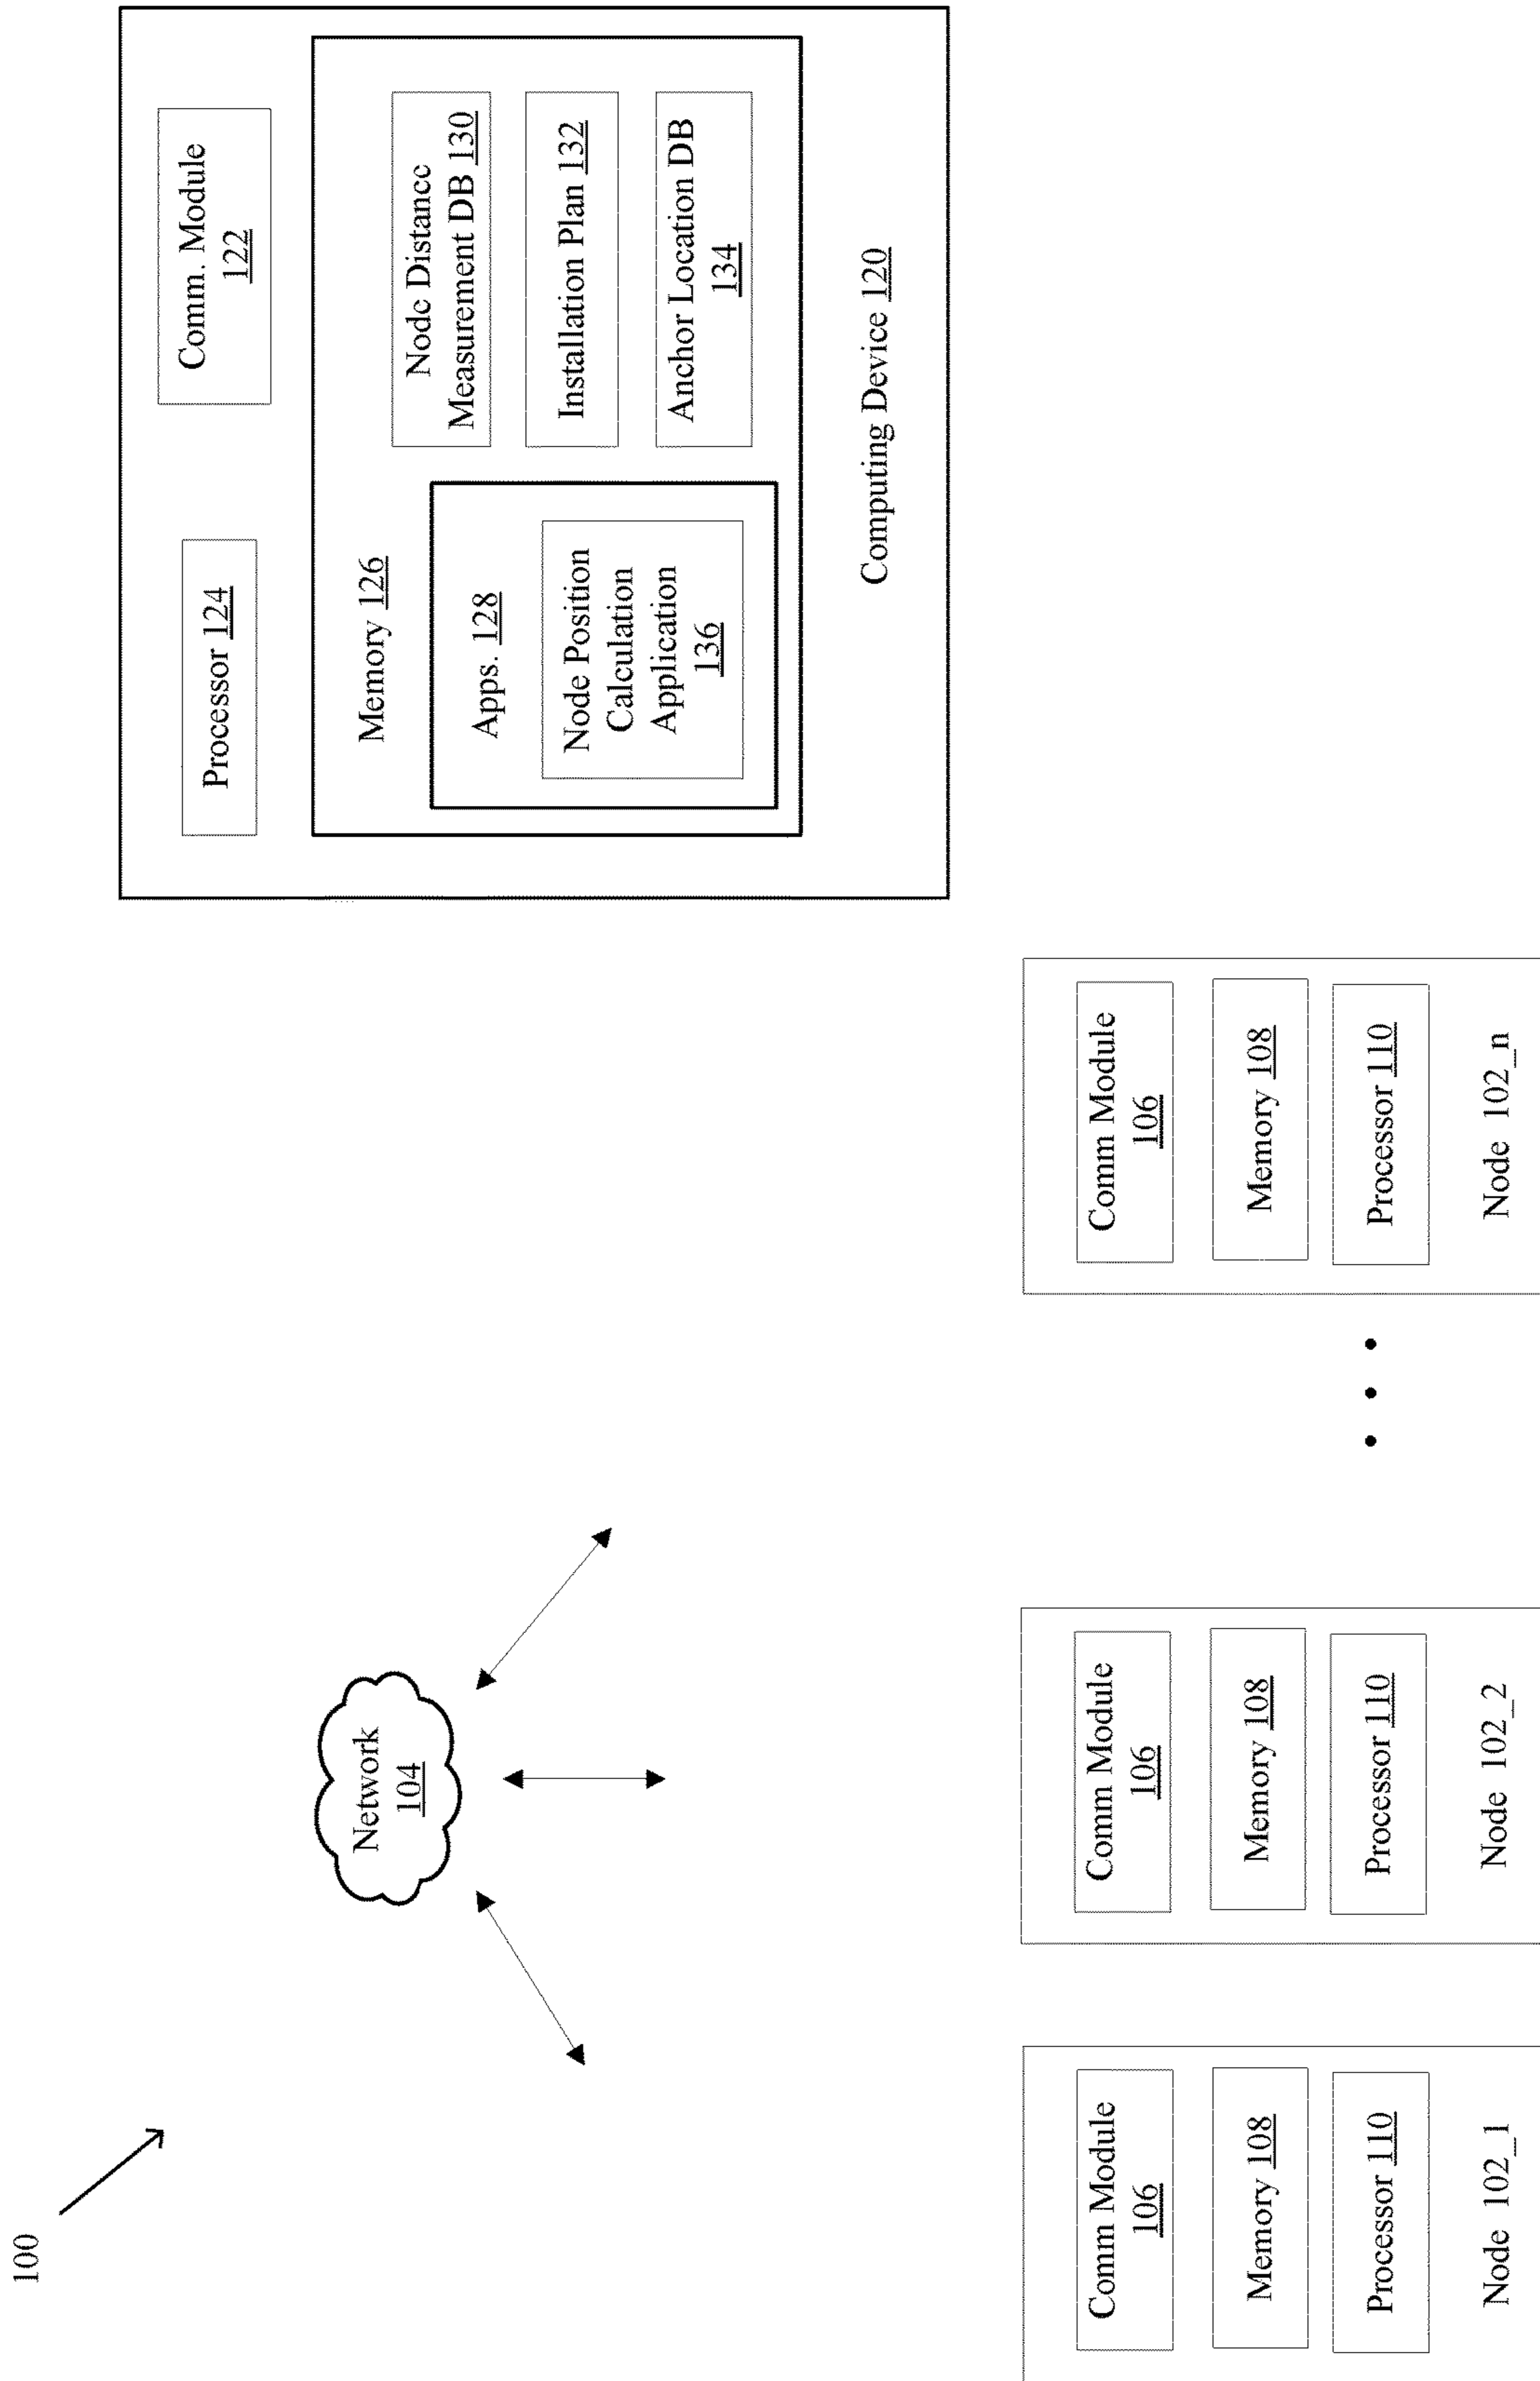 100
Network
104
Processor 124
Comm. Module
122
Memory 126
Apps. 128
Node Position
Calculation
Application
136
Node Distance
Measurement DB 130
Installation Plan 132
Anchor Location DB
134
Computing Device 120
Comm Module
106
Memory 108
Processor 110
Node 102_1
Comm Module
106
Memory 108
Processor 110
Node 102_2
• • •
Comm Module
106
Memory 108
Processor 110
Node 102_n